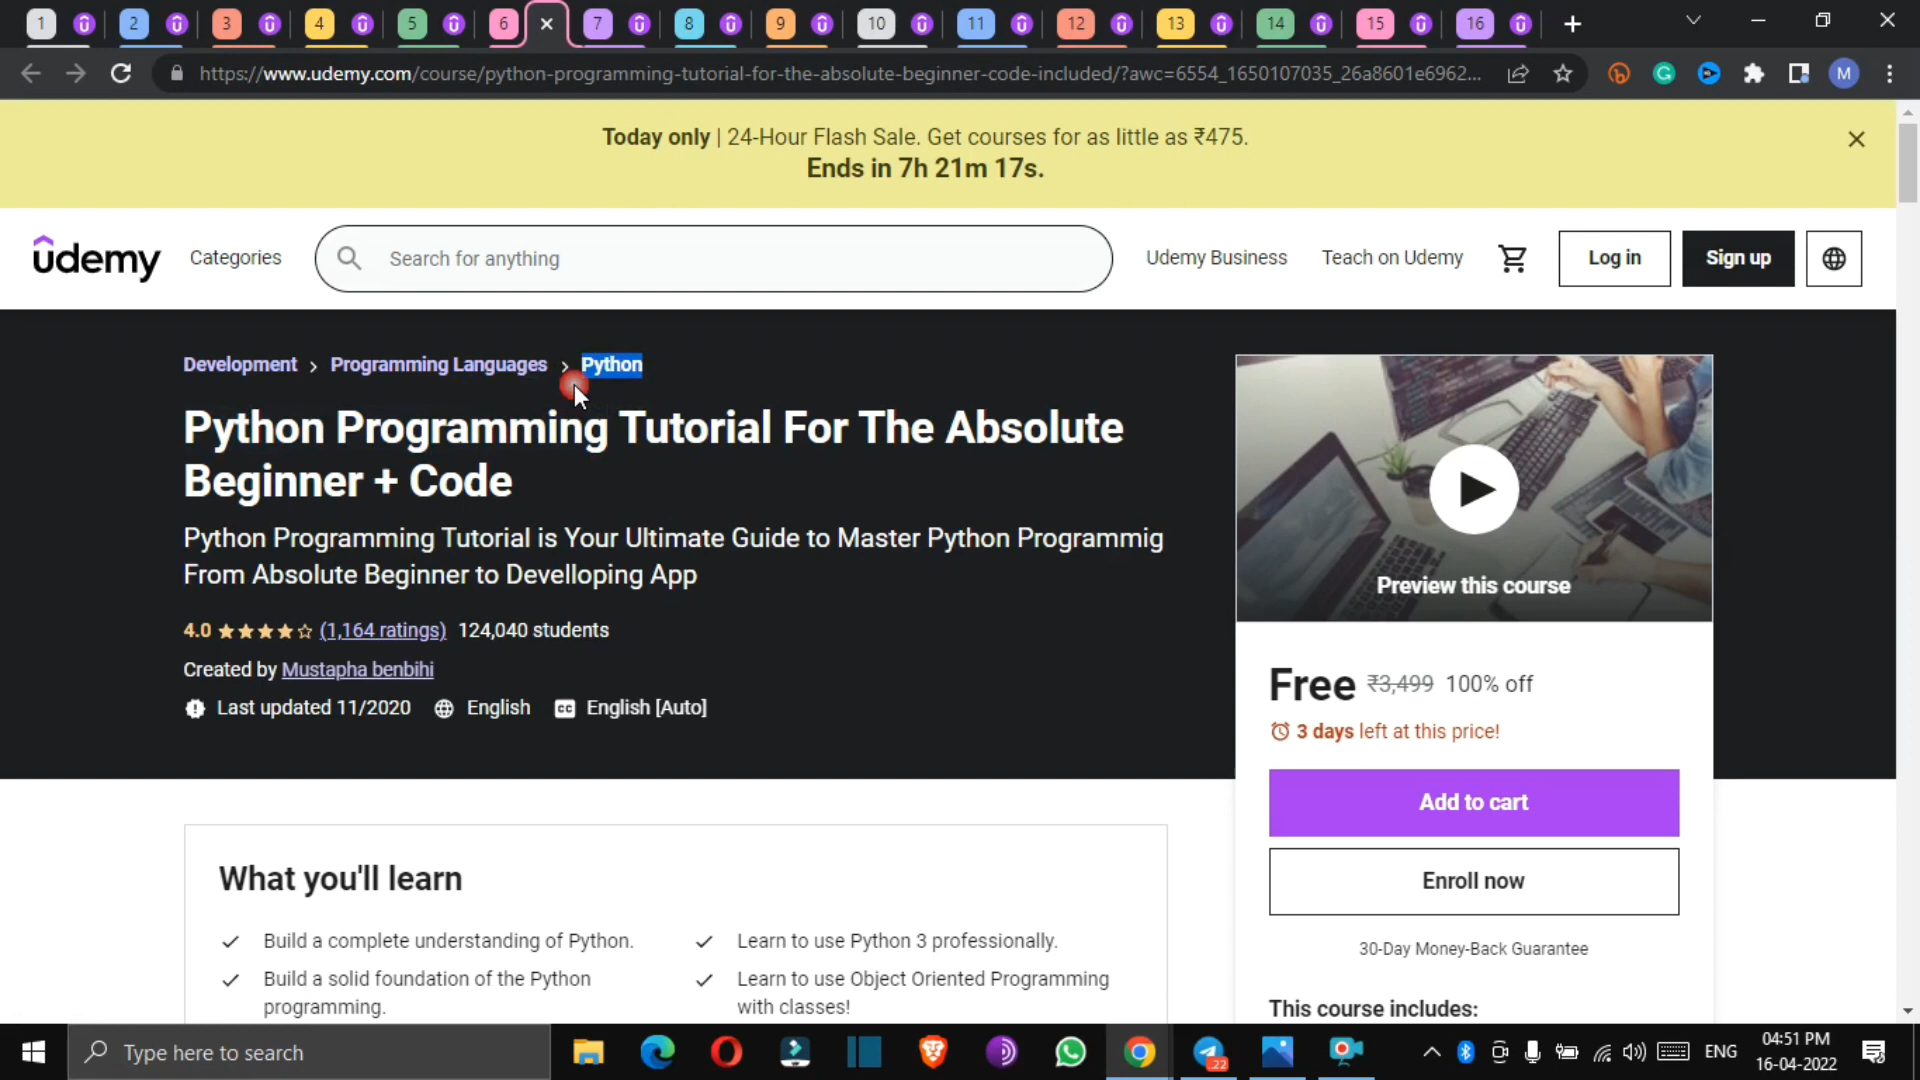 1 2 3 4 5 6 7 8 9 10 11 12 13 14 15 16
https://www.udemy.com/course/python-programming-tutorial-for-the-absolute-beginner-code-included/?awc=6554_1650107035_26a8601e6962...
M
Today only | 24-Hour Flash Sale. Get courses for as little as ₹475.
Ends in 7h 21m 17s.
udemy
Categories
Search for anything
Udemy Business
Teach on Udemy
Log in
Sign up
Development > Programming Languages > Python
Python Programming Tutorial For The Absolute
Beginner + Code
Python Programming Tutorial is Your Ultimate Guide to Master Python Programmig
From Absolute Beginner to Develloping App
4.0 (1,164 ratings) 124,040 students
Created by Mustapha benbihi
Last updated 11/2020 English CC English [Auto]
Preview this course
Free ₹3,499 100% off
3 days left at this price!
Add to cart
Enroll now
30-Day Money-Back Guarantee
This course includes:
What you'll learn
Build a complete understanding of Python.
Build a solid foundation of the Python
programming.
Learn to use Python 3 professionally.
Learn to use Object Oriented Programming
with classes!
Type here to search
22
ENG
04:51 PM
16-04-2022